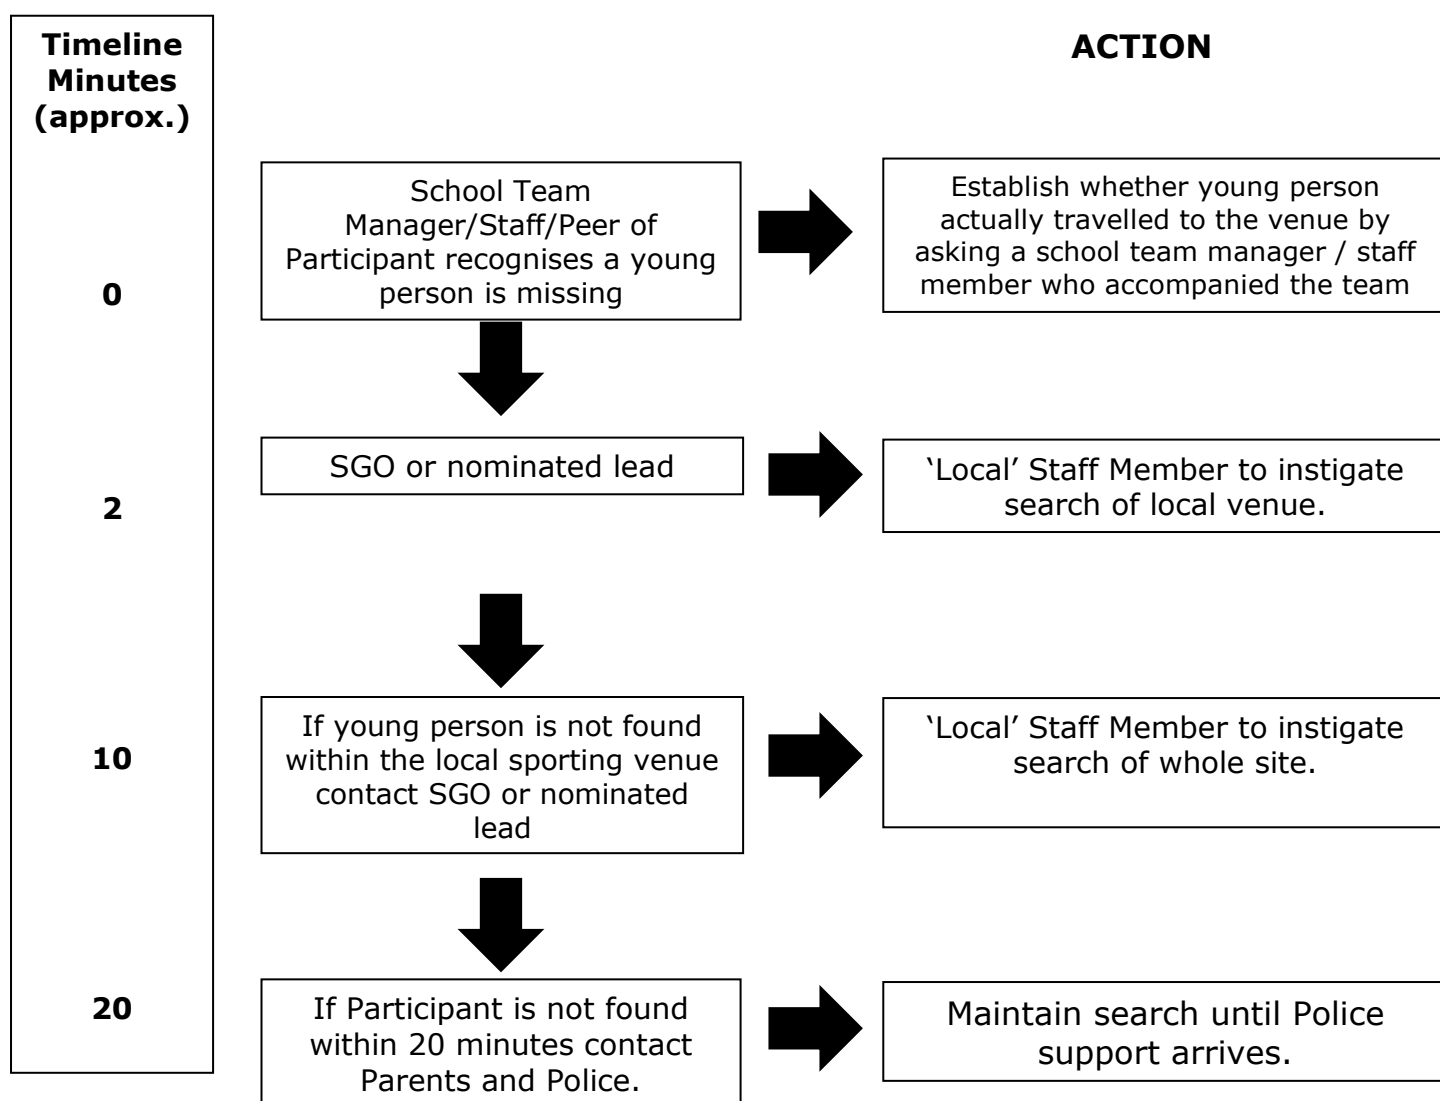 Timeline
Minutes
(approx.)
ACTION
0
School Team
Manager/Staff/Peer of
Participant recognises a young
person is missing
Establish whether young person
actually travelled to the venue by
asking a school team manager / staff
member who accompanied the team
2
SGO or nominated lead
‘Local’ Staff Member to instigate
search of local venue.
10
If young person is not found
within the local sporting venue
contact SGO or nominated
lead
‘Local’ Staff Member to instigate
search of whole site.
20
If Participant is not found
within 20 minutes contact
Parents and Police.
Maintain search until Police
support arrives.